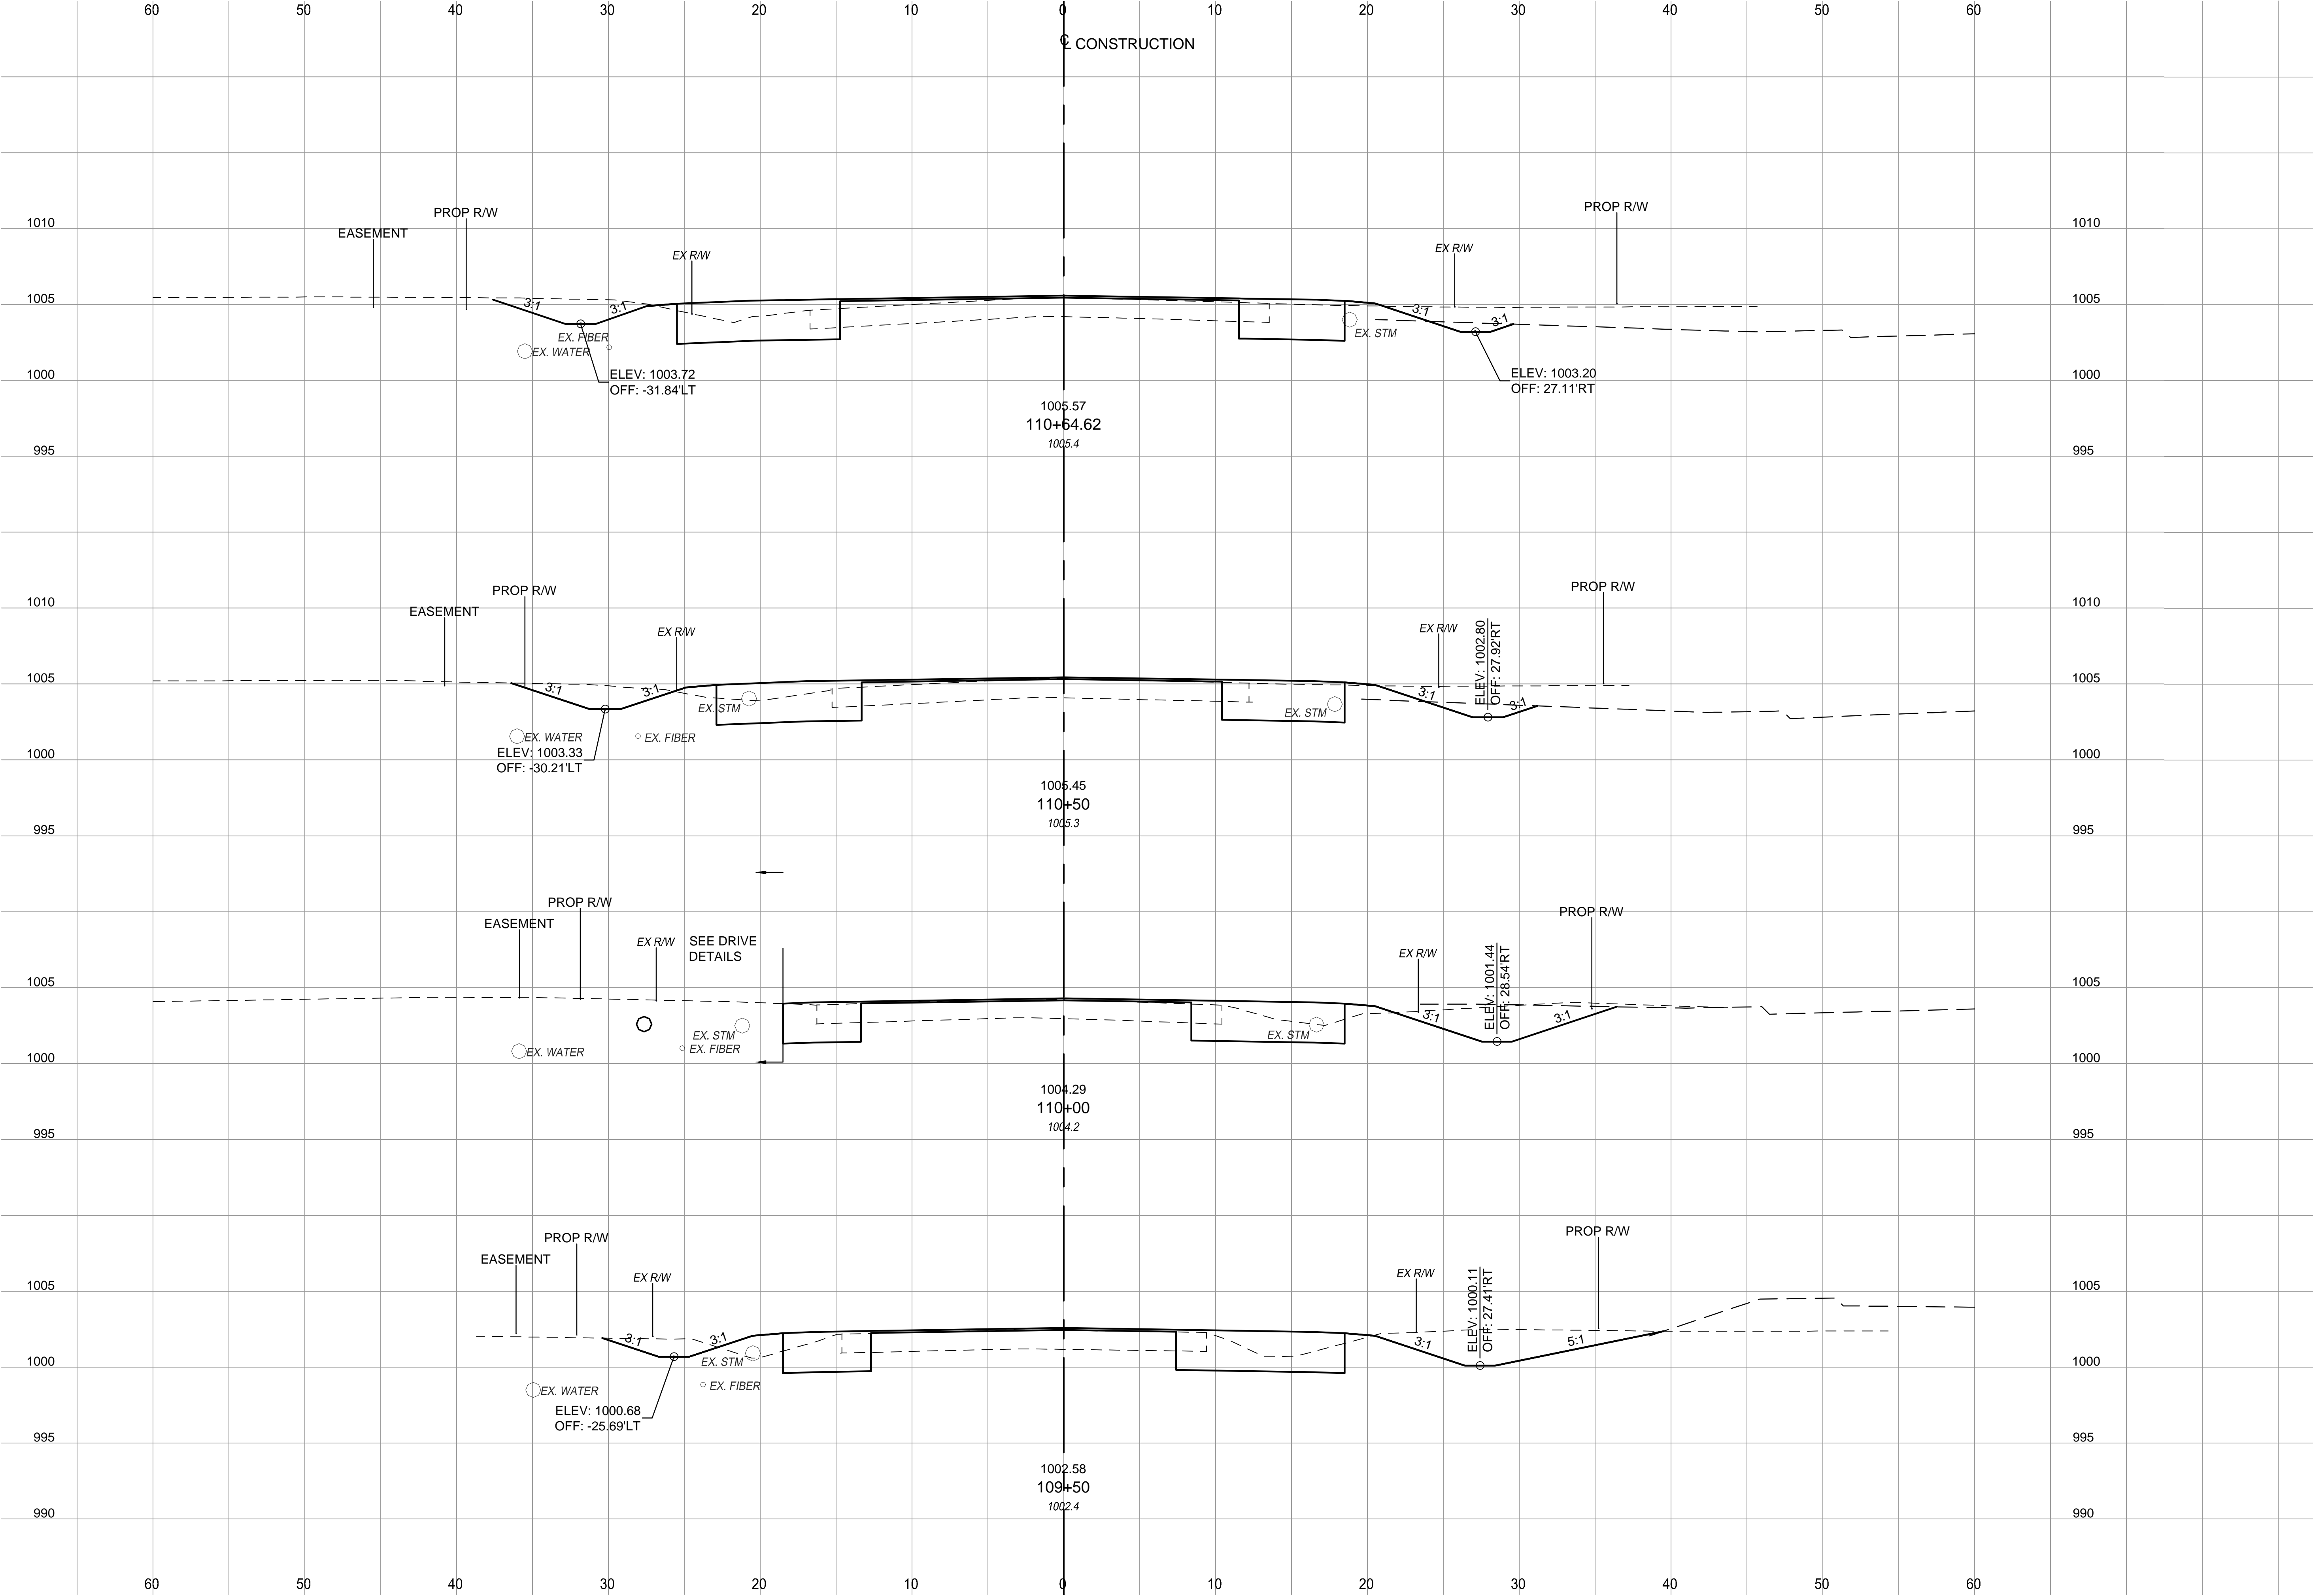 60 50 40 30 20 10 0 10 20 30 40 50 60
℄ CONSTRUCTION
PROP R/W
PROP R/W
EASEMENT
EX R/W
EX R/W
1010
1010
1005
3:1
3:1
3:1
3:1
1005
EX. FIBER
EX. WATER
EX. STM
1000
ELEV: 1003.72
OFF: -31.84'LT
ELEV: 1003.20
OFF: 27.11'RT
1000
1005.57
110+64.62
1005.4
995
995
PROP R/W
PROP R/W
EASEMENT
EX R/W
EX R/W
ELEV: 1002.80
OFF: 27.92'RT
1010
1010
1005
3:1
3:1
3:1
3:1
1005
EX. STM
EX. STM
EX. WATER
EX. FIBER
1000
ELEV: 1003.33
OFF: -30.21'LT
1000
1005.45
110+50
1005.3
995
995
PROP R/W
PROP R/W
EASEMENT
EX R/W
SEE DRIVE
DETAILS
EX R/W
ELEV: 1001.44
OFF: 28.54'RT
1005
1005
3:1
3:1
EX. STM
EX. STM
EX. FIBER
EX. WATER
1000
1000
1004.29
110+00
1004.2
995
995
PROP R/W
PROP R/W
EASEMENT
EX R/W
EX R/W
ELEV: 1000.11
OFF: 27.41'RT
1005
1005
3:1
3:1
3:1
5:1
EX. STM
1000
1000
EX. WATER
EX. FIBER
ELEV: 1000.68
OFF: -25.69'LT
995
995
1002.58
109+50
1002.4
990
990
60 50 40 30 20 10 0 10 20 30 40 50 60